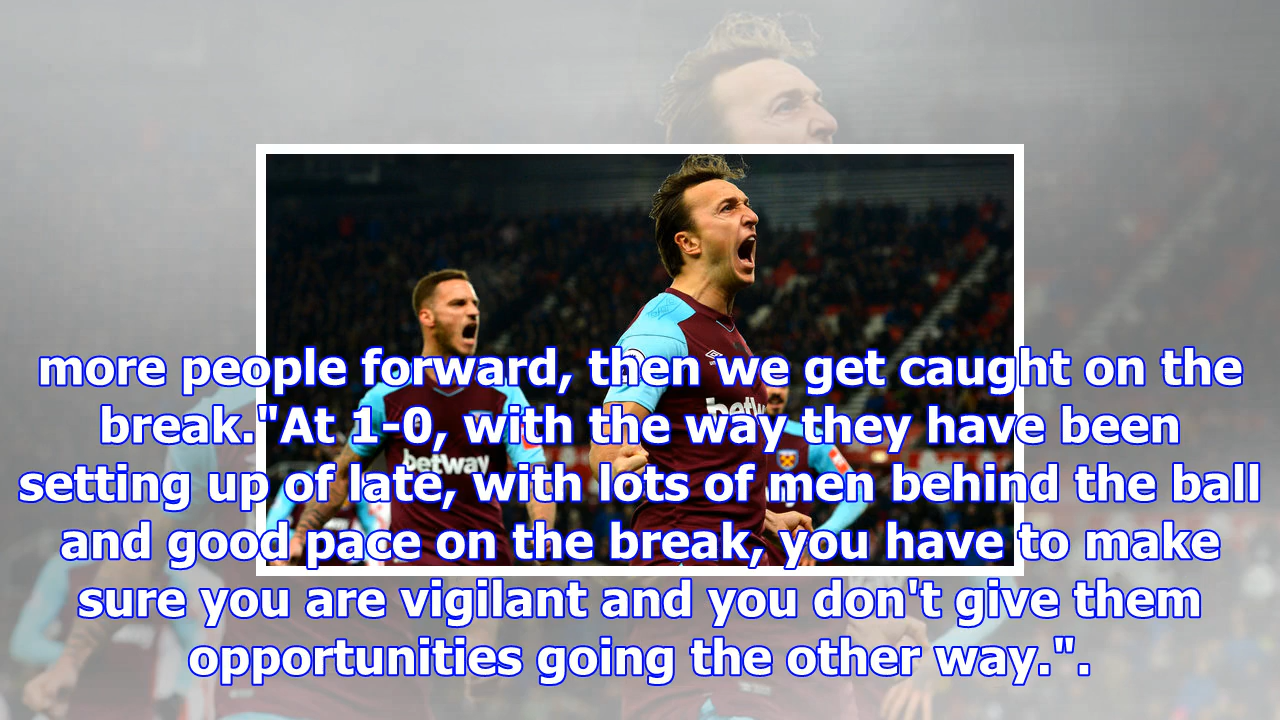 more people forward, then we get caught on the
break."At 1-0, with the way they have been
setting up of late, with lots of men behind the ball
and good pace on the break, you have to make
sure you are vigilant and you don't give them
opportunities going the other way.".
betway